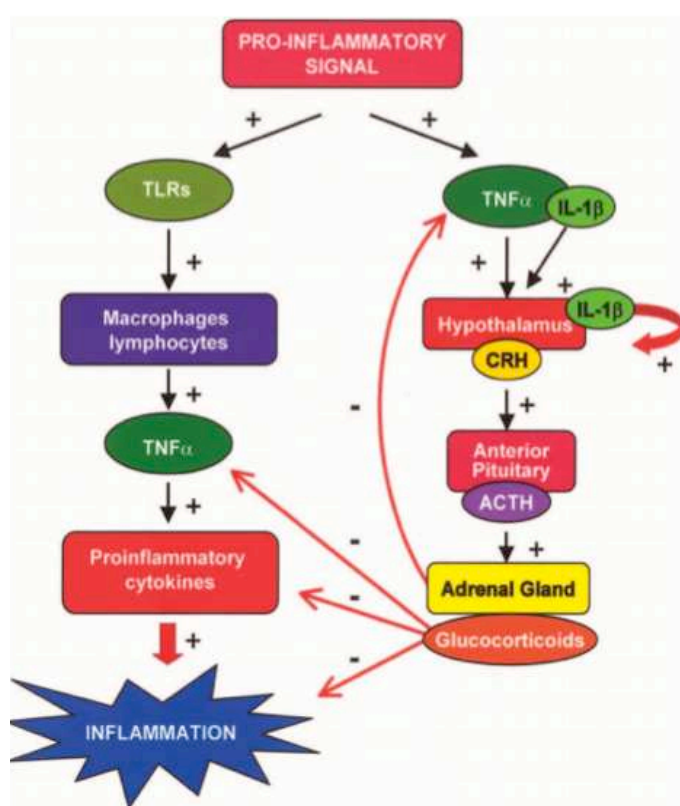 PRO-INFLAMMATORY
SIGNAL
+
+
TLRs
TNFα
IL-1β
+
+
+
Macrophages
lymphocytes
Hypothalamus
IL-1β
CRH
+
+
+
-
TNFα
Anterior
Pituitary
ACTH
+
-
+
Proinflammatory
cytokines
-
Adrenal Gland
Glucocorticoids
+
-
INFLAMMATION